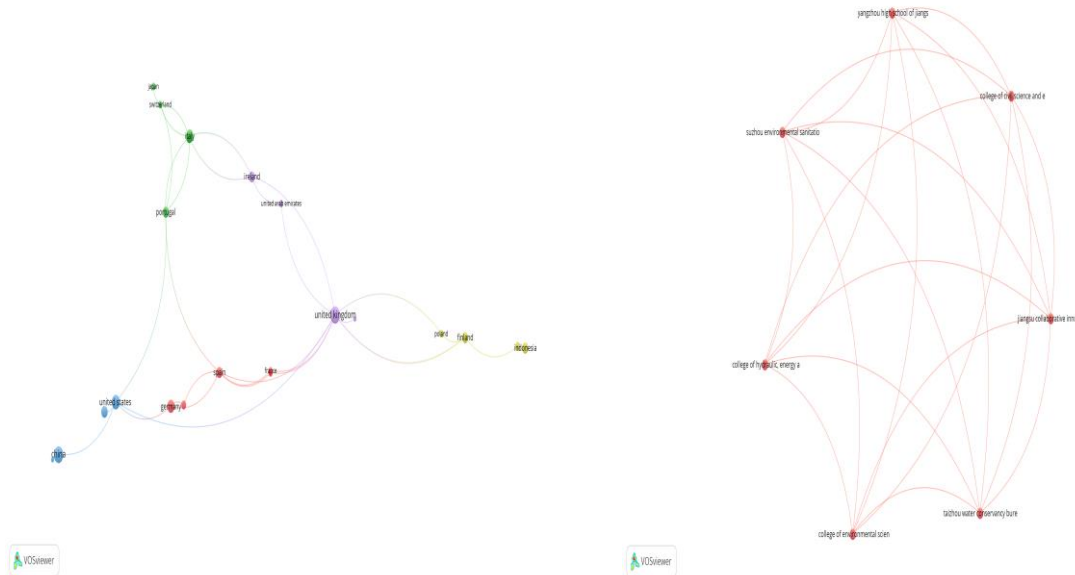 yangzhou high school of jiangs
japan
switzerland
italy
college of civil science and e
suzhou environmental sanitatio
ireland
united arab emirates
portugal
united kingdom
jiangsu collaborative inn
poland
finland
indonesia
spain
france
college of hydraulic, energy a
united states
germany
china
taizhou water conservancy bure
college of environmental scien
VOSviewer
VOSviewer